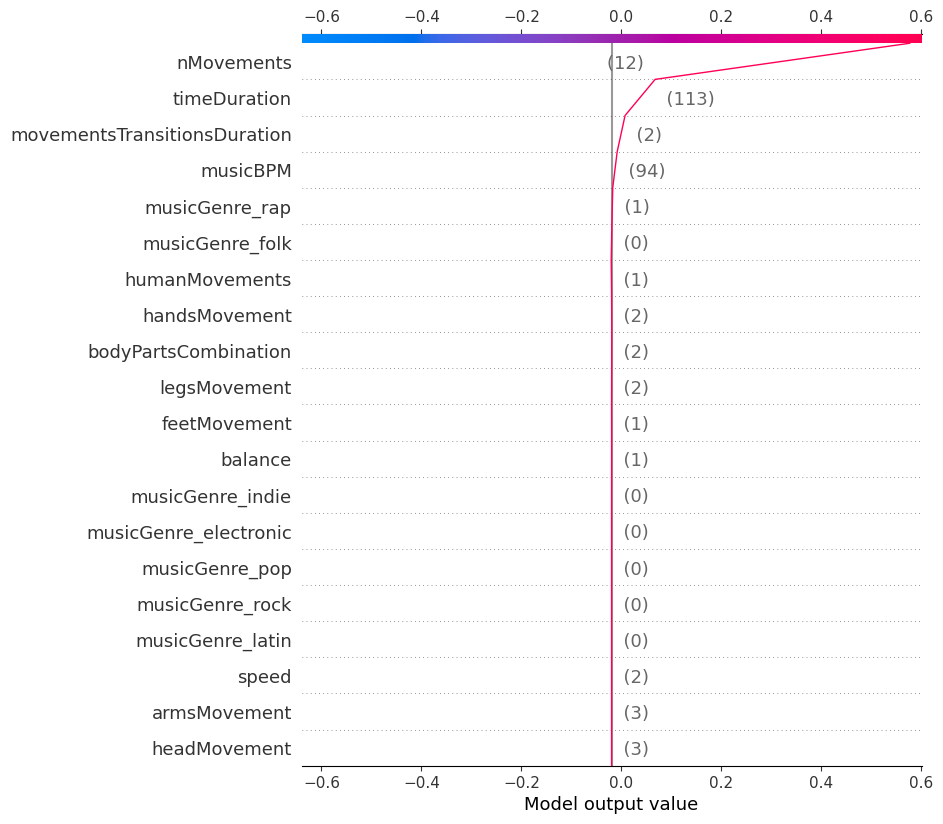 −0.6 −0.4 −0.2 0.0 0.2 0.4 0.6
nMovements (12)
timeDuration (113)
movementsTransitionsDuration (2)
musicBPM (94)
musicGenre_rap (1)
musicGenre_folk (0)
humanMovements (1)
handsMovement (2)
bodyPartsCombination (2)
legsMovement (2)
feetMovement (1)
balance (1)
musicGenre_indie (0)
musicGenre_electronic (0)
musicGenre_pop (0)
musicGenre_rock (0)
musicGenre_latin (0)
speed (2)
armsMovement (3)
headMovement (3)
−0.6 −0.4 −0.2 0.0 0.2 0.4 0.6
Model output value